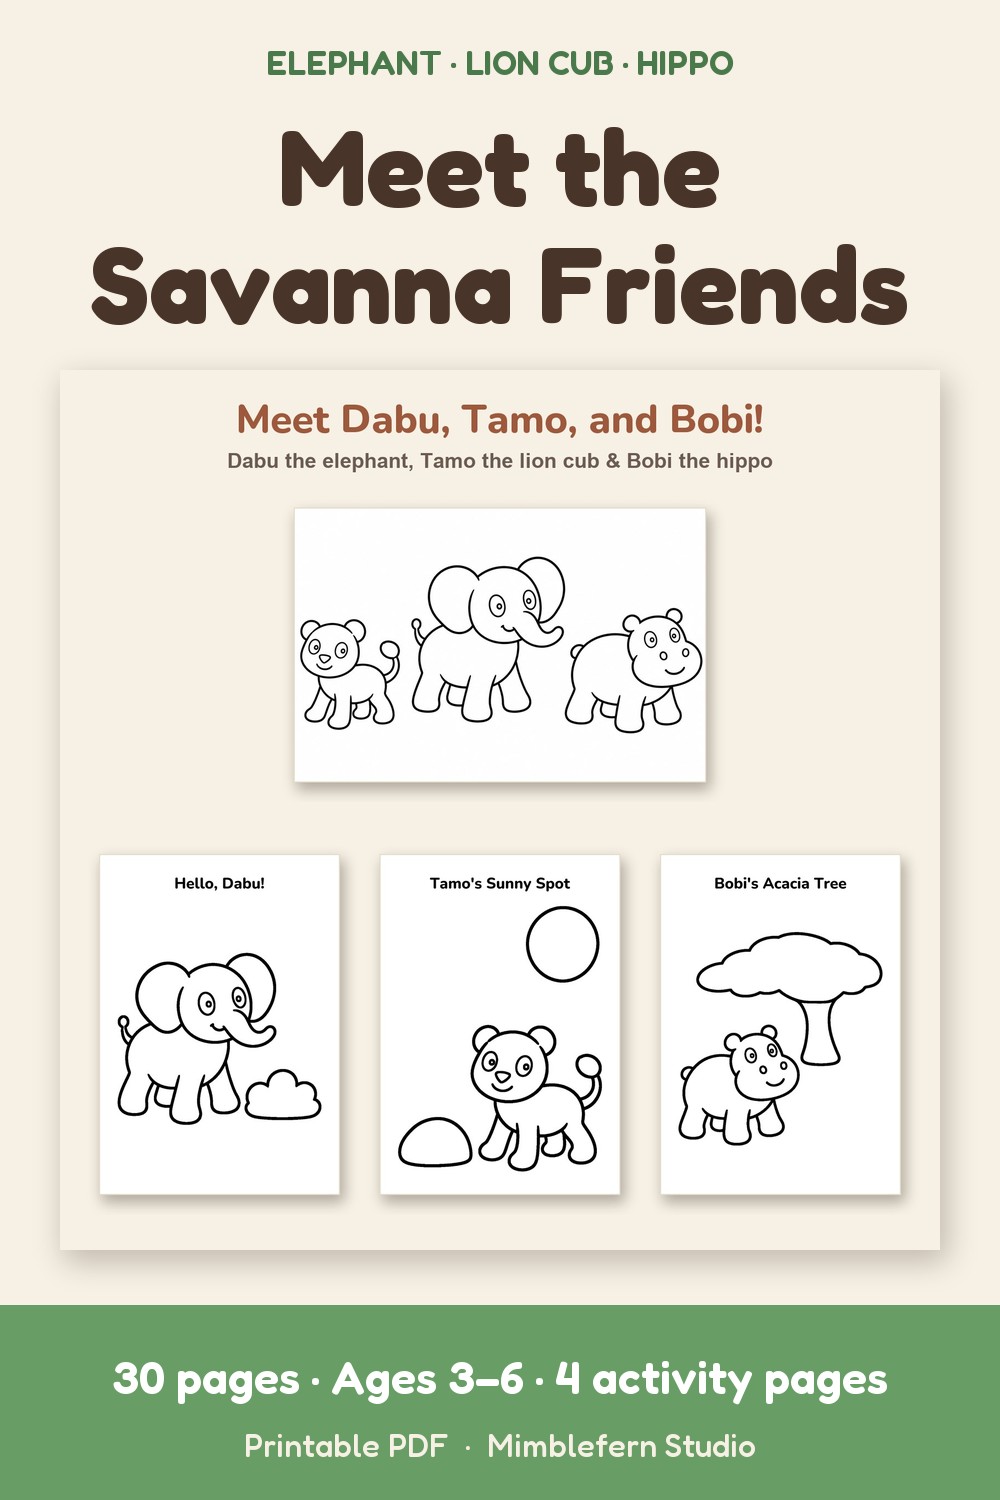 ELEPHANT · LION CUB · HIPPO
Meet the
Savanna Friends
Meet Dabu, Tamo, and Bobi!
Dabu the elephant, Tamo the lion cub & Bobi the hippo
Hello, Dabu!
Tamo's Sunny Spot
Bobi's Acacia Tree
30 pages · Ages 3–6 · 4 activity pages
Printable PDF · Mimblefern Studio